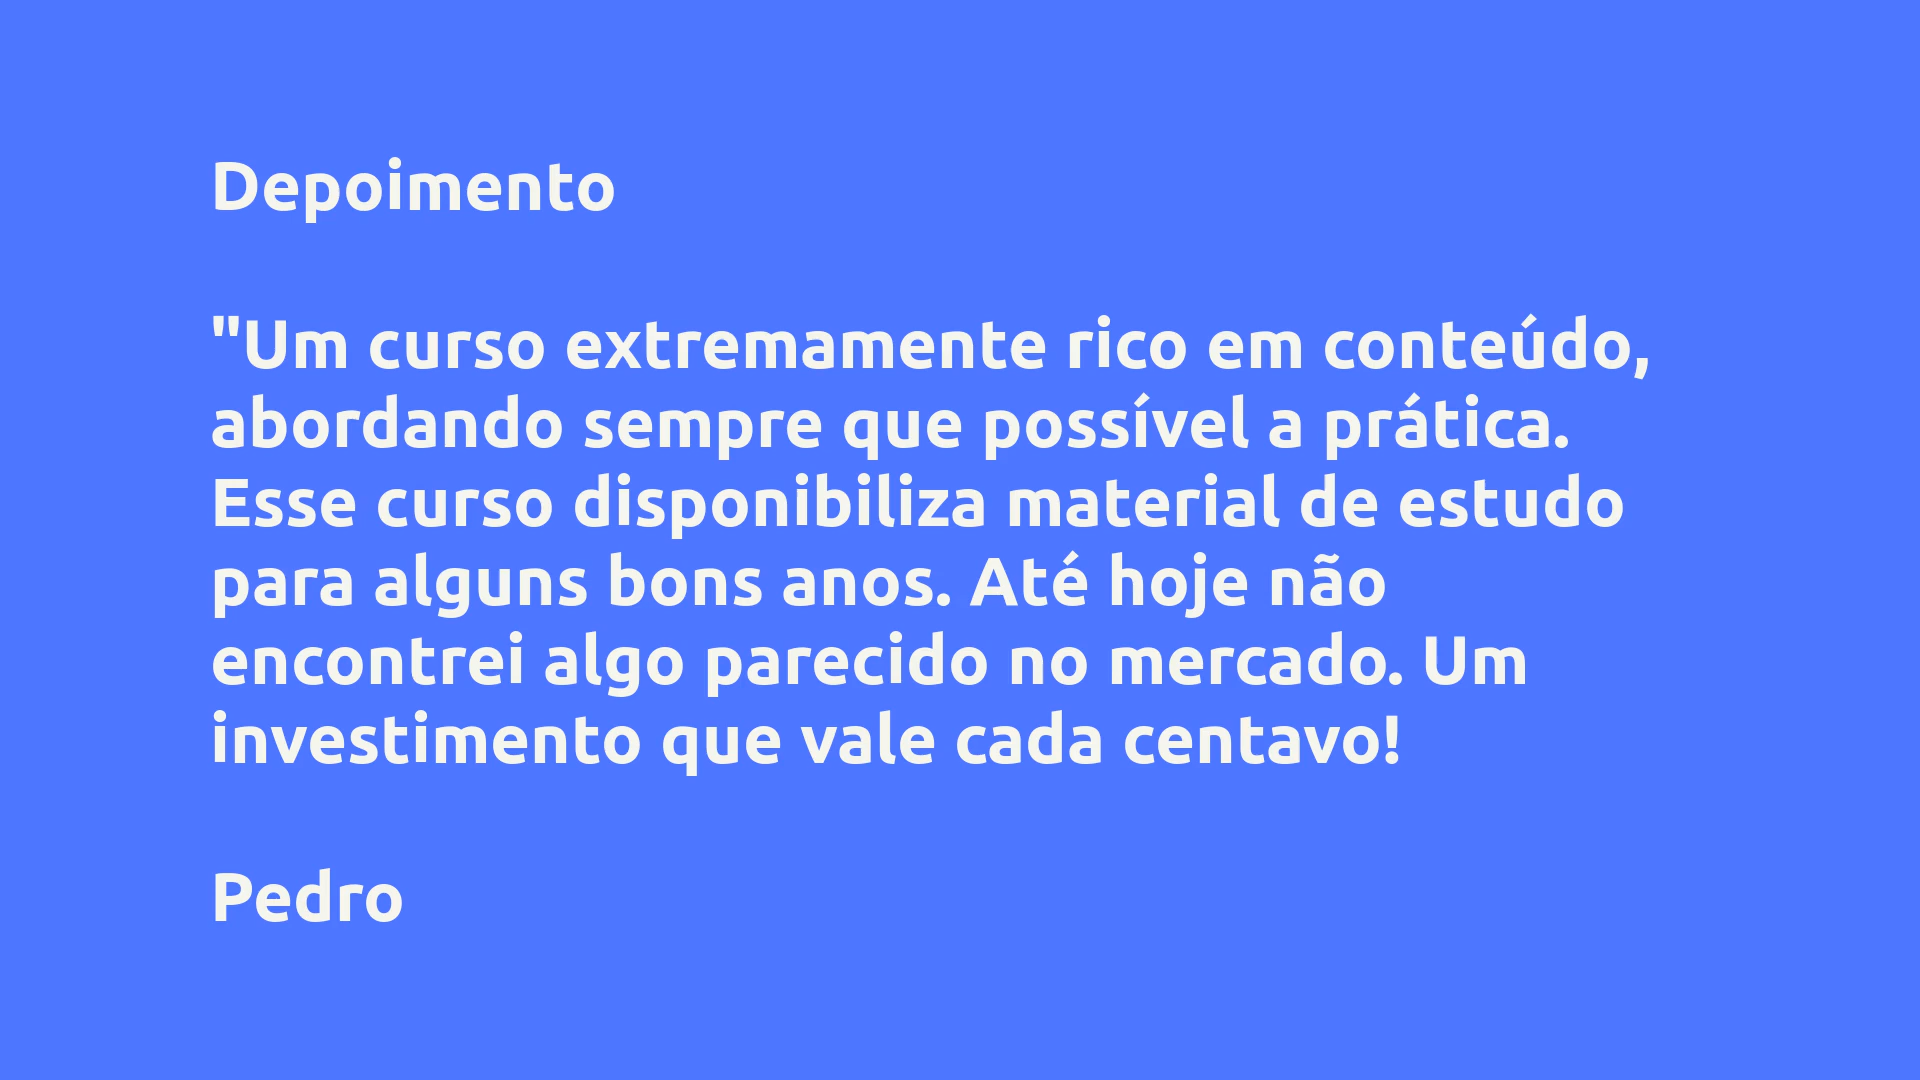 Depoimento
"Um curso extremamente rico em conteúdo,
abordando sempre que possível a prática.
Esse curso disponibiliza material de estudo
para alguns bons anos. Até hoje não
encontrei algo parecido no mercado. Um
investimento que vale cada centavo!
Pedro